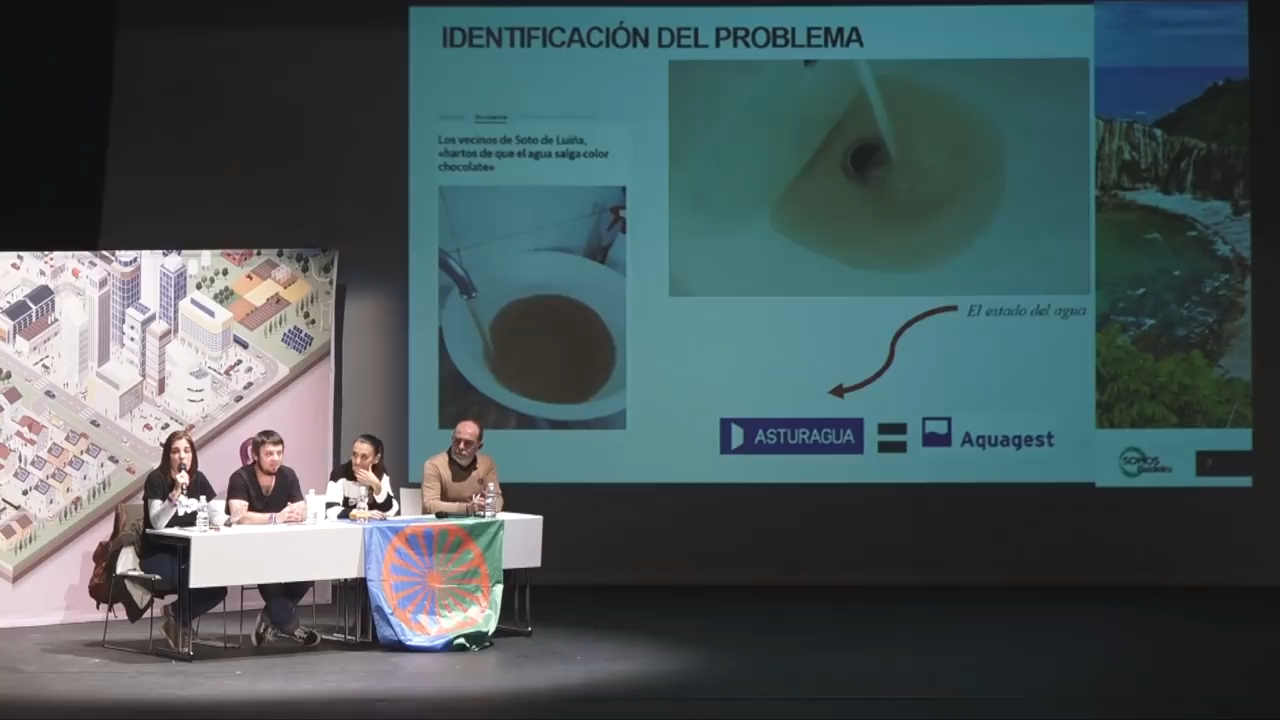 IDENTIFICACIÓN DEL PROBLEMA
Los vecinos de Soto de Luiña,
«hartos de que el agua salga color
chocolate»
El estado del agua
ASTURAGUA
Aquagest
SOMOS